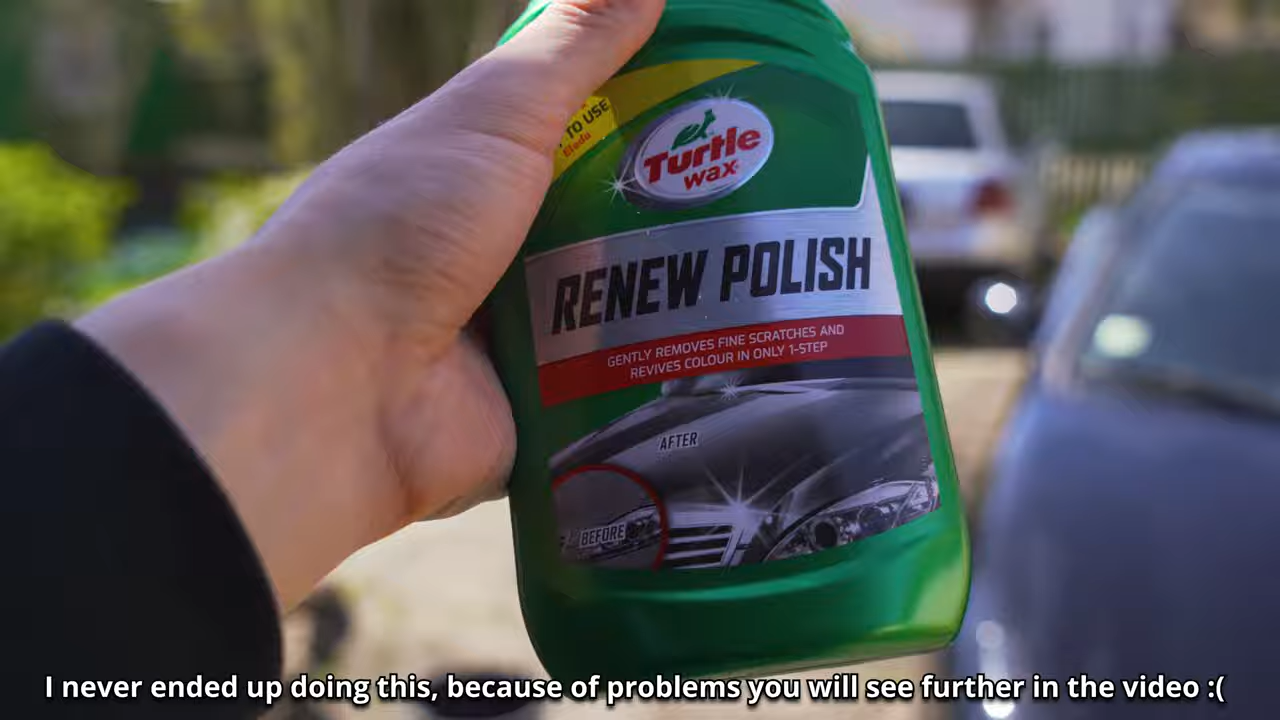 TO USE
Turtle
wax
RENEW POLISH
GENTLY REMOVES FINE SCRATCHES AND
REVIVES COLOUR IN ONLY 1-STEP
AFTER
BEFORE
I never ended up doing this, because of problems you will see further in the video :(